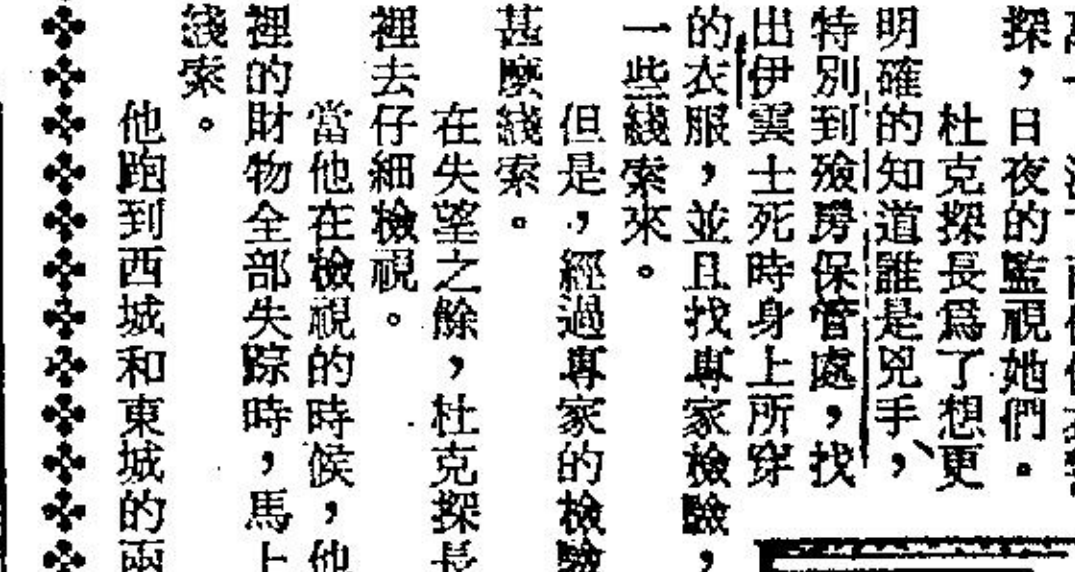 探，日夜的監視她們。
杜克探長爲了想更
明確的知道誰是兇手，
特別到殮房保管處，找
出伊雲士死時身上所穿
的衣服，並且找專家檢驗，
一些綫索來。
但是，經過專家的檢驗
甚麼綫索。
在失望之餘，杜克探長
裡去仔細檢視。
當他在檢視的時候，他
裡的財物全部失踪時，馬上
綫索。
他跑到西城和東城的兩